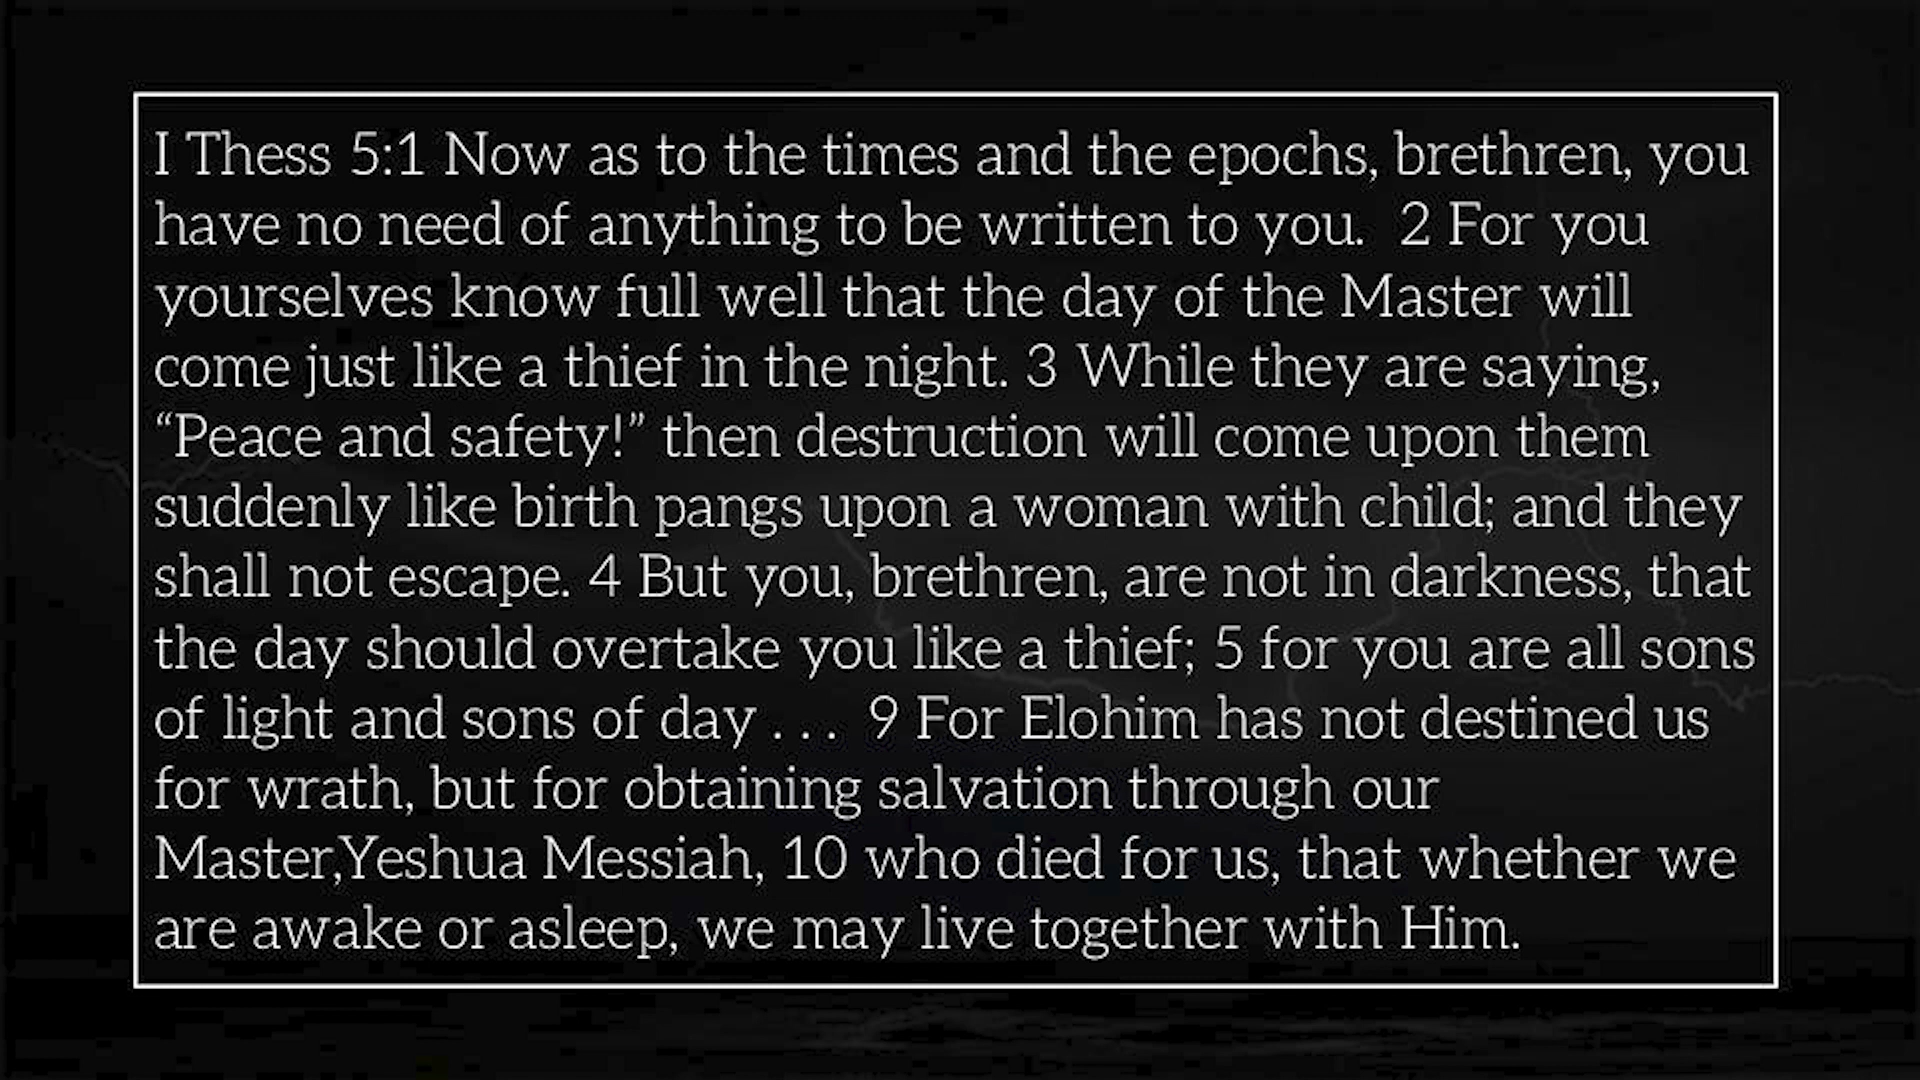 I Thess 5:1 Now as to the times and the epochs, brethren, you
have no need of anything to be written to you.  2 For you
yourselves know full well that the day of the Master will
come just like a thief in the night. 3 While they are saying,
“Peace and safety!” then destruction will come upon them
suddenly like birth pangs upon a woman with child; and they
shall not escape. 4 But you, brethren, are not in darkness, that
the day should overtake you like a thief; 5 for you are all sons
of light and sons of day . . .  9 For Elohim has not destined us
for wrath, but for obtaining salvation through our
Master,Yeshua Messiah, 10 who died for us, that whether we
are awake or asleep, we may live together with Him.